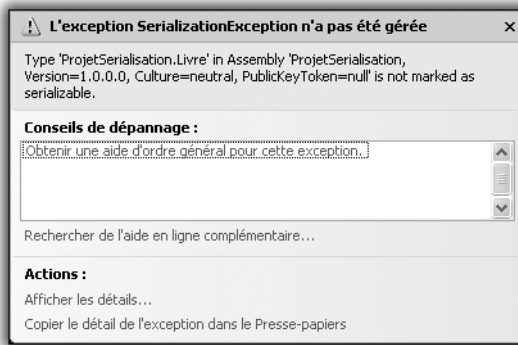 L'exception SerializationException n'a pas été gérée
Type 'ProjetSerialisation.Livre' in Assembly 'ProjetSerialisation,
Version=1.0.0.0, Culture=neutral, PublicKeyToken=null' is not marked as
serializable.
Conseils de dépannage :
Obtenir une aide d'ordre général pour cette exception.
Rechercher de l'aide en ligne complémentaire...
Actions :
Afficher les détails...
Copier le détail de l'exception dans le Presse-papiers